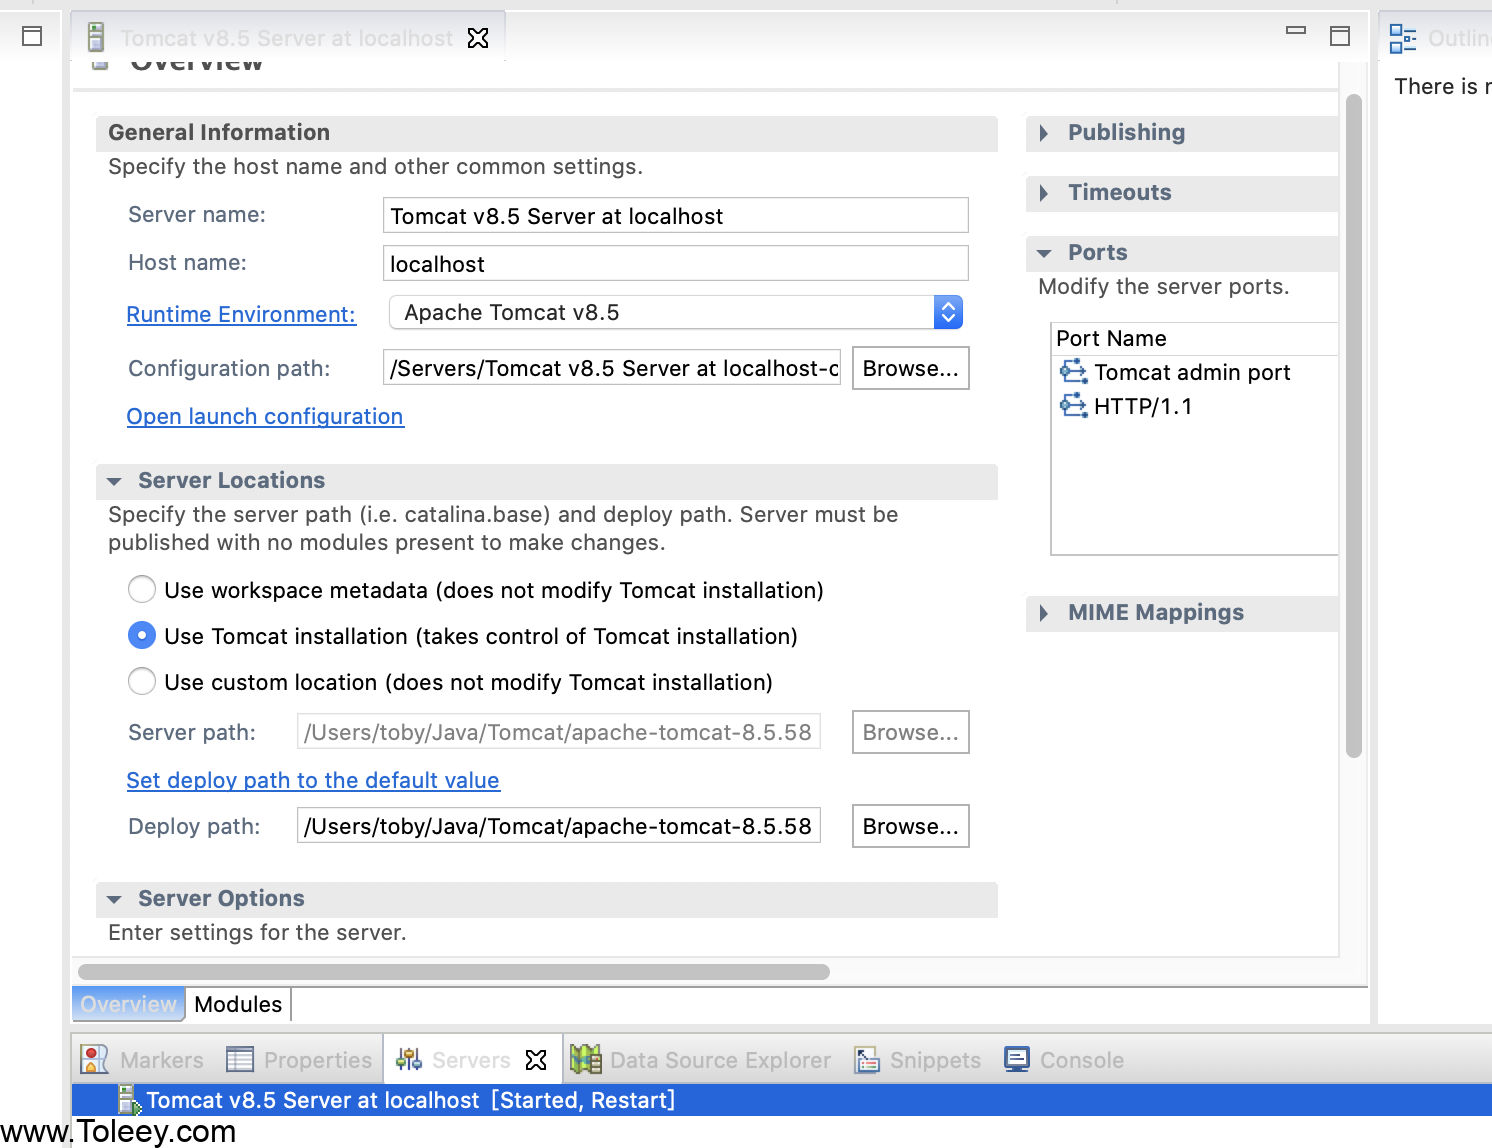 Tomcat v8.5 Server at localhost
Outlin
Overview
There is r
General Information
Specify the host name and other common settings.
Server name:
Tomcat v8.5 Server at localhost
Host name:
localhost
Runtime Environment:
Apache Tomcat v8.5
Configuration path:
/Servers/Tomcat v8.5 Server at localhost-c
Browse...
Open launch configuration
Server Locations
Specify the server path (i.e. catalina.base) and deploy path. Server must be
published with no modules present to make changes.
Use workspace metadata (does not modify Tomcat installation)
Use Tomcat installation (takes control of Tomcat installation)
Use custom location (does not modify Tomcat installation)
Server path:
/Users/toby/Java/Tomcat/apache-tomcat-8.5.58
Browse...
Set deploy path to the default value
Deploy path:
/Users/toby/Java/Tomcat/apache-tomcat-8.5.58
Browse...
Server Options
Enter settings for the server.
Publishing
Timeouts
Ports
Modify the server ports.
Port Name
Tomcat admin port
HTTP/1.1
MIME Mappings
Overview
Modules
Markers
Properties
Servers
Data Source Explorer
Snippets
Console
Tomcat v8.5 Server at localhost [Started, Restart]
www.Toleey.com